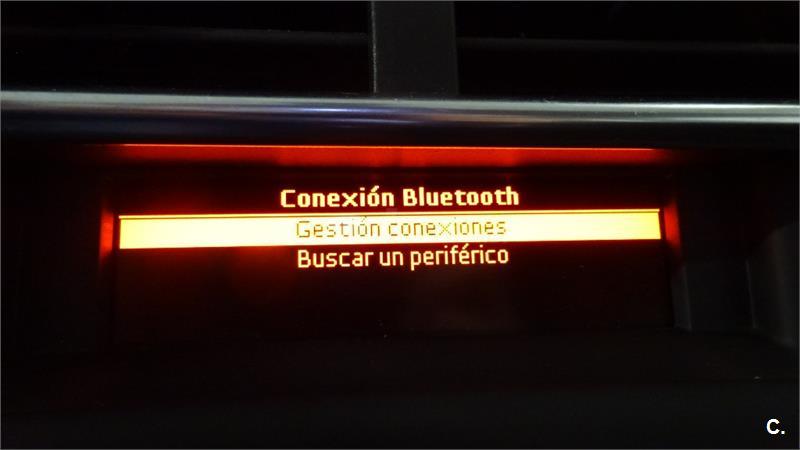 Conexión Bluetooth
Gestión conexiones
Buscar un periférico
C.